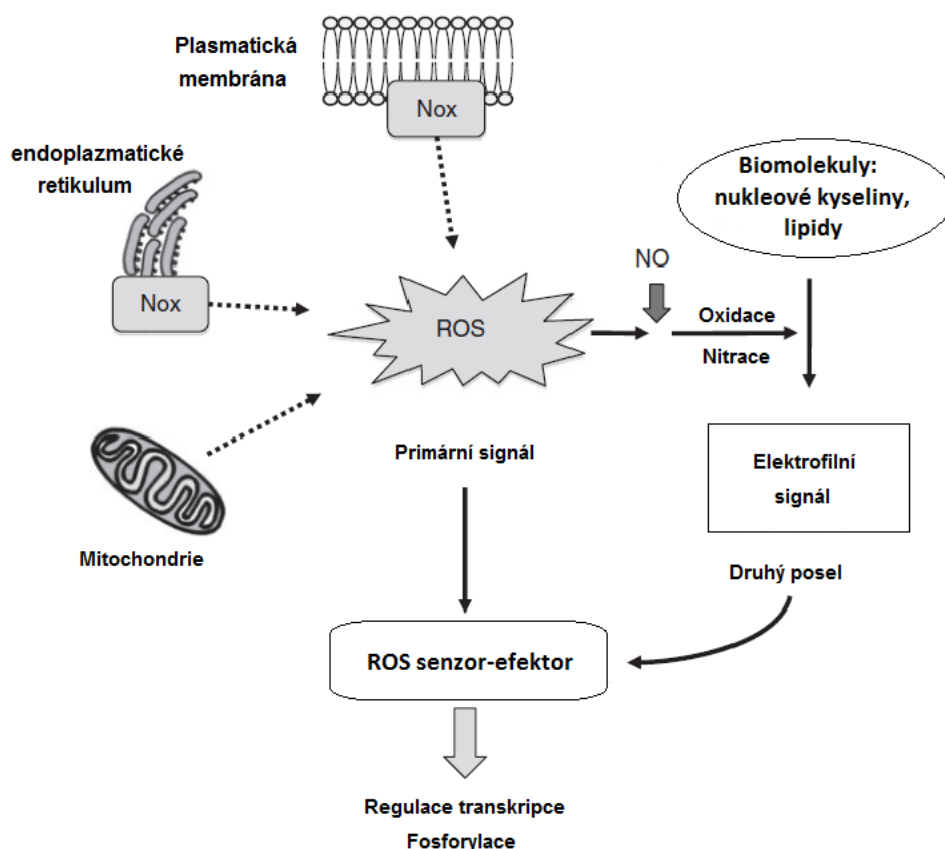 Plasmatická
membrána
Nox
endoplazmatické
retikulum
Nox
Biomolekuly:
nukleové kyseliny,
lipidy
NO
ROS
Oxidace
Nitrace
Primární signál
Elektrofilní
signál
Mitochondrie
Druhý posel
ROS senzor-efektor
Regulace transkripce
Fosforylace